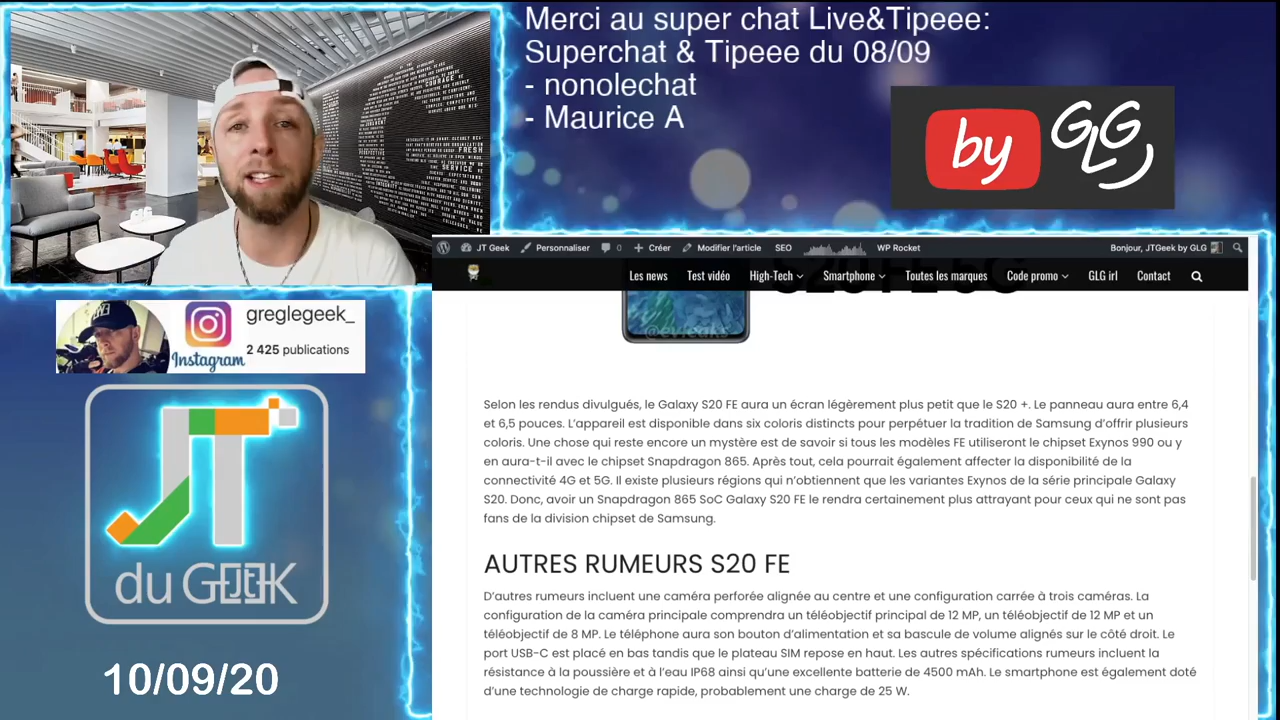 Merci au super chat Live&Tipeee:
Superchat & Tipeee du 08/09
- nonolechat
- Maurice A
by GLG
COURAGE
JUDGMENT
PERSPECTIVE
FRESH
SERVICE
greglegeek_
Instagram
2 425 publications
JT
du GEEK
10/09/20
JT Geek Personnaliser 0 Créer Modifier l'article SEO WP Rocket Bonjour, JTGeek by GLG
Les news Test vidéo High-Tech Smartphone Toutes les marques Code promo GLG irl Contact
@evleaks
Selon les rendus divulgués, le Galaxy S20 FE aura un écran légèrement plus petit que le S20 +. Le panneau aura entre 6,4
et 6,5 pouces. L'appareil est disponible dans six coloris distincts pour perpétuer la tradition de Samsung d'offrir plusieurs
coloris. Une chose qui reste encore un mystère est de savoir si tous les modèles FE utiliseront le chipset Exynos 990 ou y
en aura-t-il avec le chipset Snapdragon 865. Après tout, cela pourrait également affecter la disponibilité de la
connectivité 4G et 5G. Il existe plusieurs régions qui n'obtiennent que les variantes Exynos de la série principale Galaxy
S20. Donc, avoir un Snapdragon 865 SoC Galaxy S20 FE le rendra certainement plus attrayant pour ceux qui ne sont pas
fans de la division chipset de Samsung.
AUTRES RUMEURS S20 FE
D'autres rumeurs incluent une caméra perforée alignée au centre et une configuration carrée à trois caméras. La
configuration de la caméra principale comprendra un téléobjectif principal de 12 MP, un téléobjectif de 12 MP et un
téléobjectif de 8 MP. Le téléphone aura son bouton d'alimentation et sa bascule de volume alignés sur le côté droit. Le
port USB-C est placé en bas tandis que le plateau SIM repose en haut. Les autres spécifications rumeurs incluent la
résistance à la poussière et à l'eau IP68 ainsi qu'une excellente batterie de 4500 mAh. Le smartphone est également doté
d'une technologie de charge rapide, probablement une charge de 25 W.